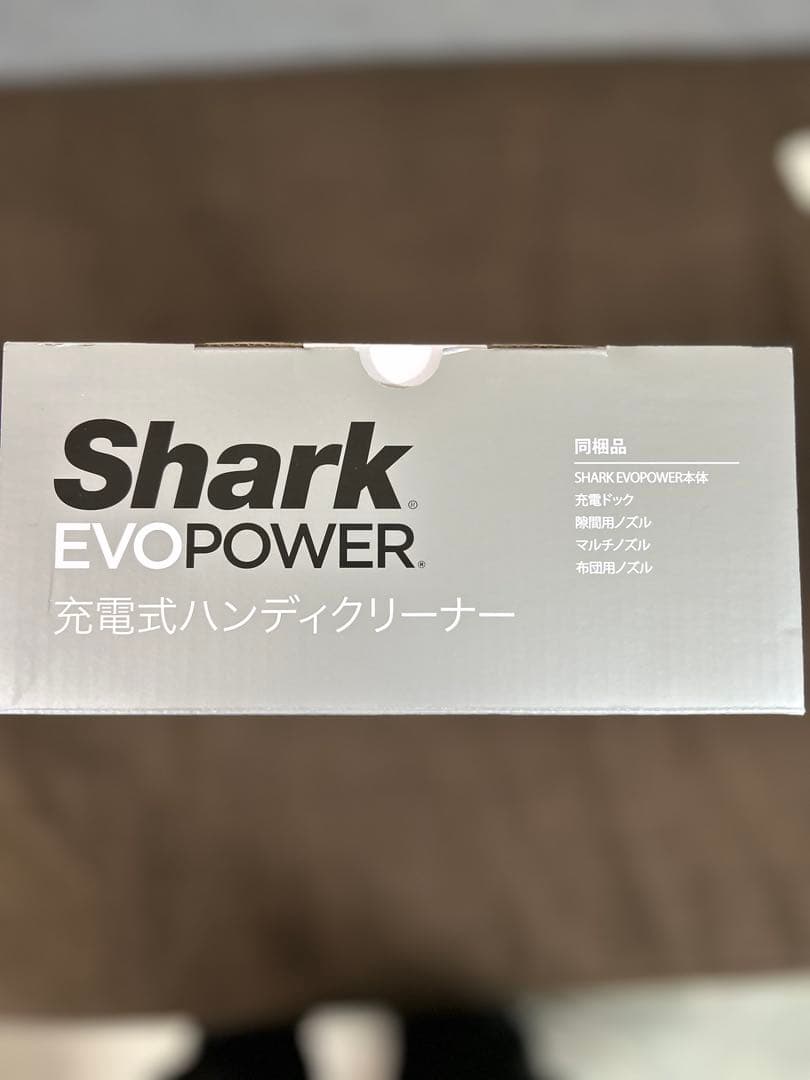 Shark®
EVOPOWER®
充電式ハンディクリーナー
同梱品
SHARK EVOPOWER本体
充電ドック
隙間用ノズル
マルチノズル
布団用ノズル